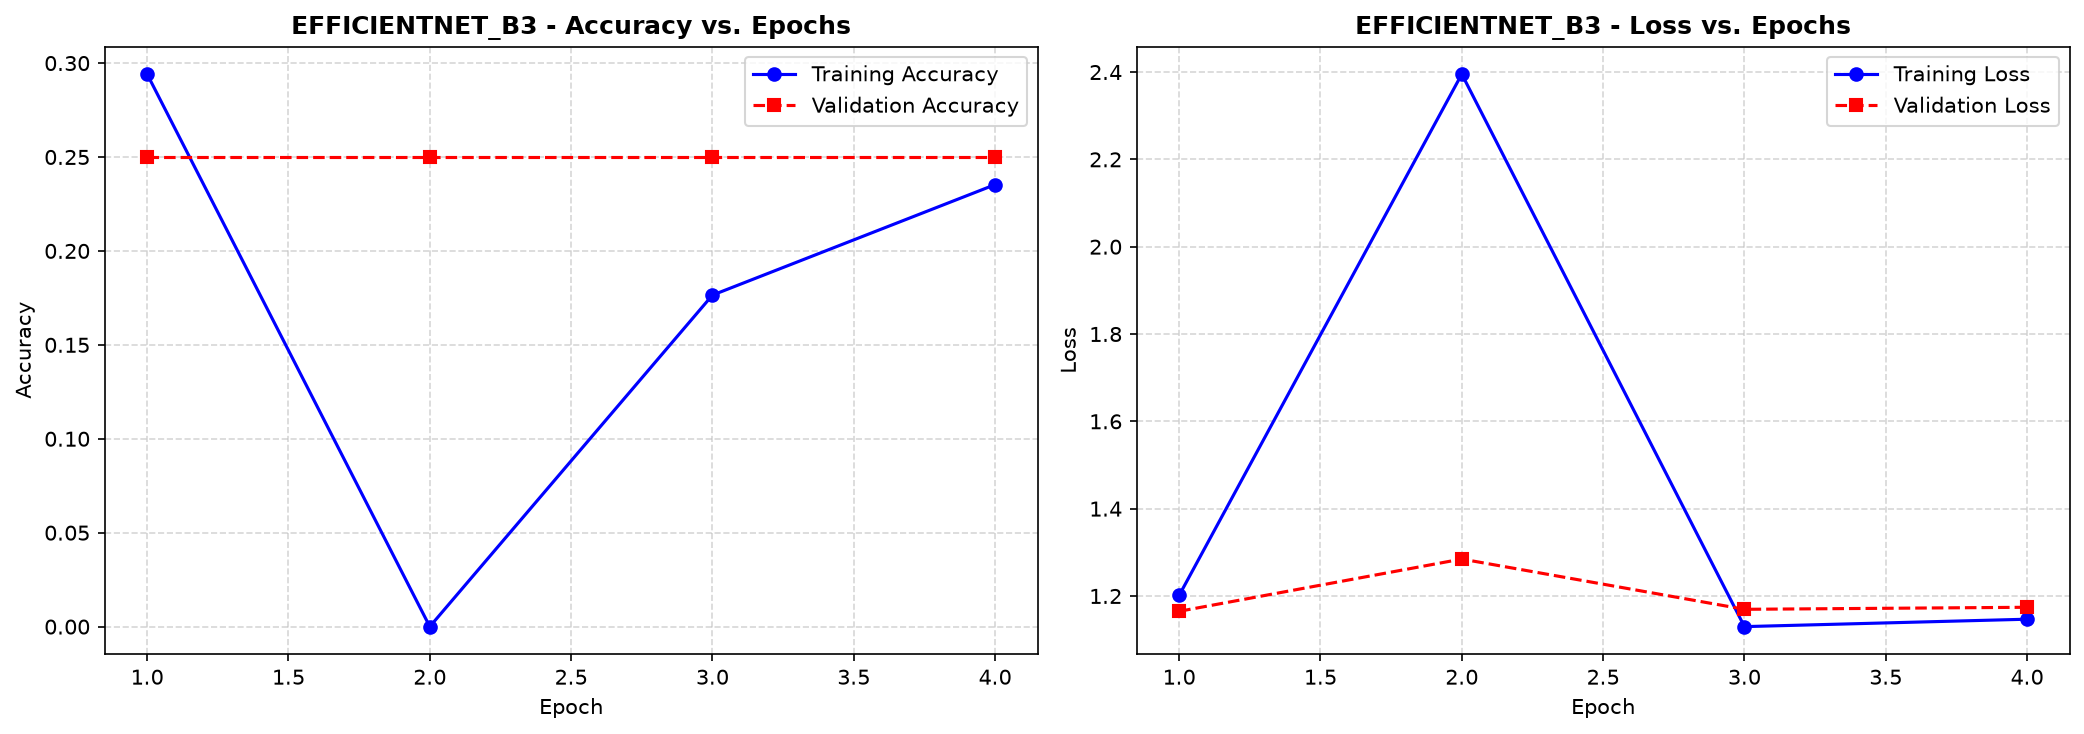 EFFICIENTNET_B3 - Accuracy vs. Epochs
Training Accuracy
Validation Accuracy
0.30
0.25
0.20
0.15
0.10
0.05
0.00
Accuracy
1.0 1.5 2.0 2.5 3.0 3.5 4.0
Epoch
EFFICIENTNET_B3 - Loss vs. Epochs
Training Loss
Validation Loss
2.4
2.2
2.0
1.8
1.6
1.4
1.2
Loss
1.0 1.5 2.0 2.5 3.0 3.5 4.0
Epoch